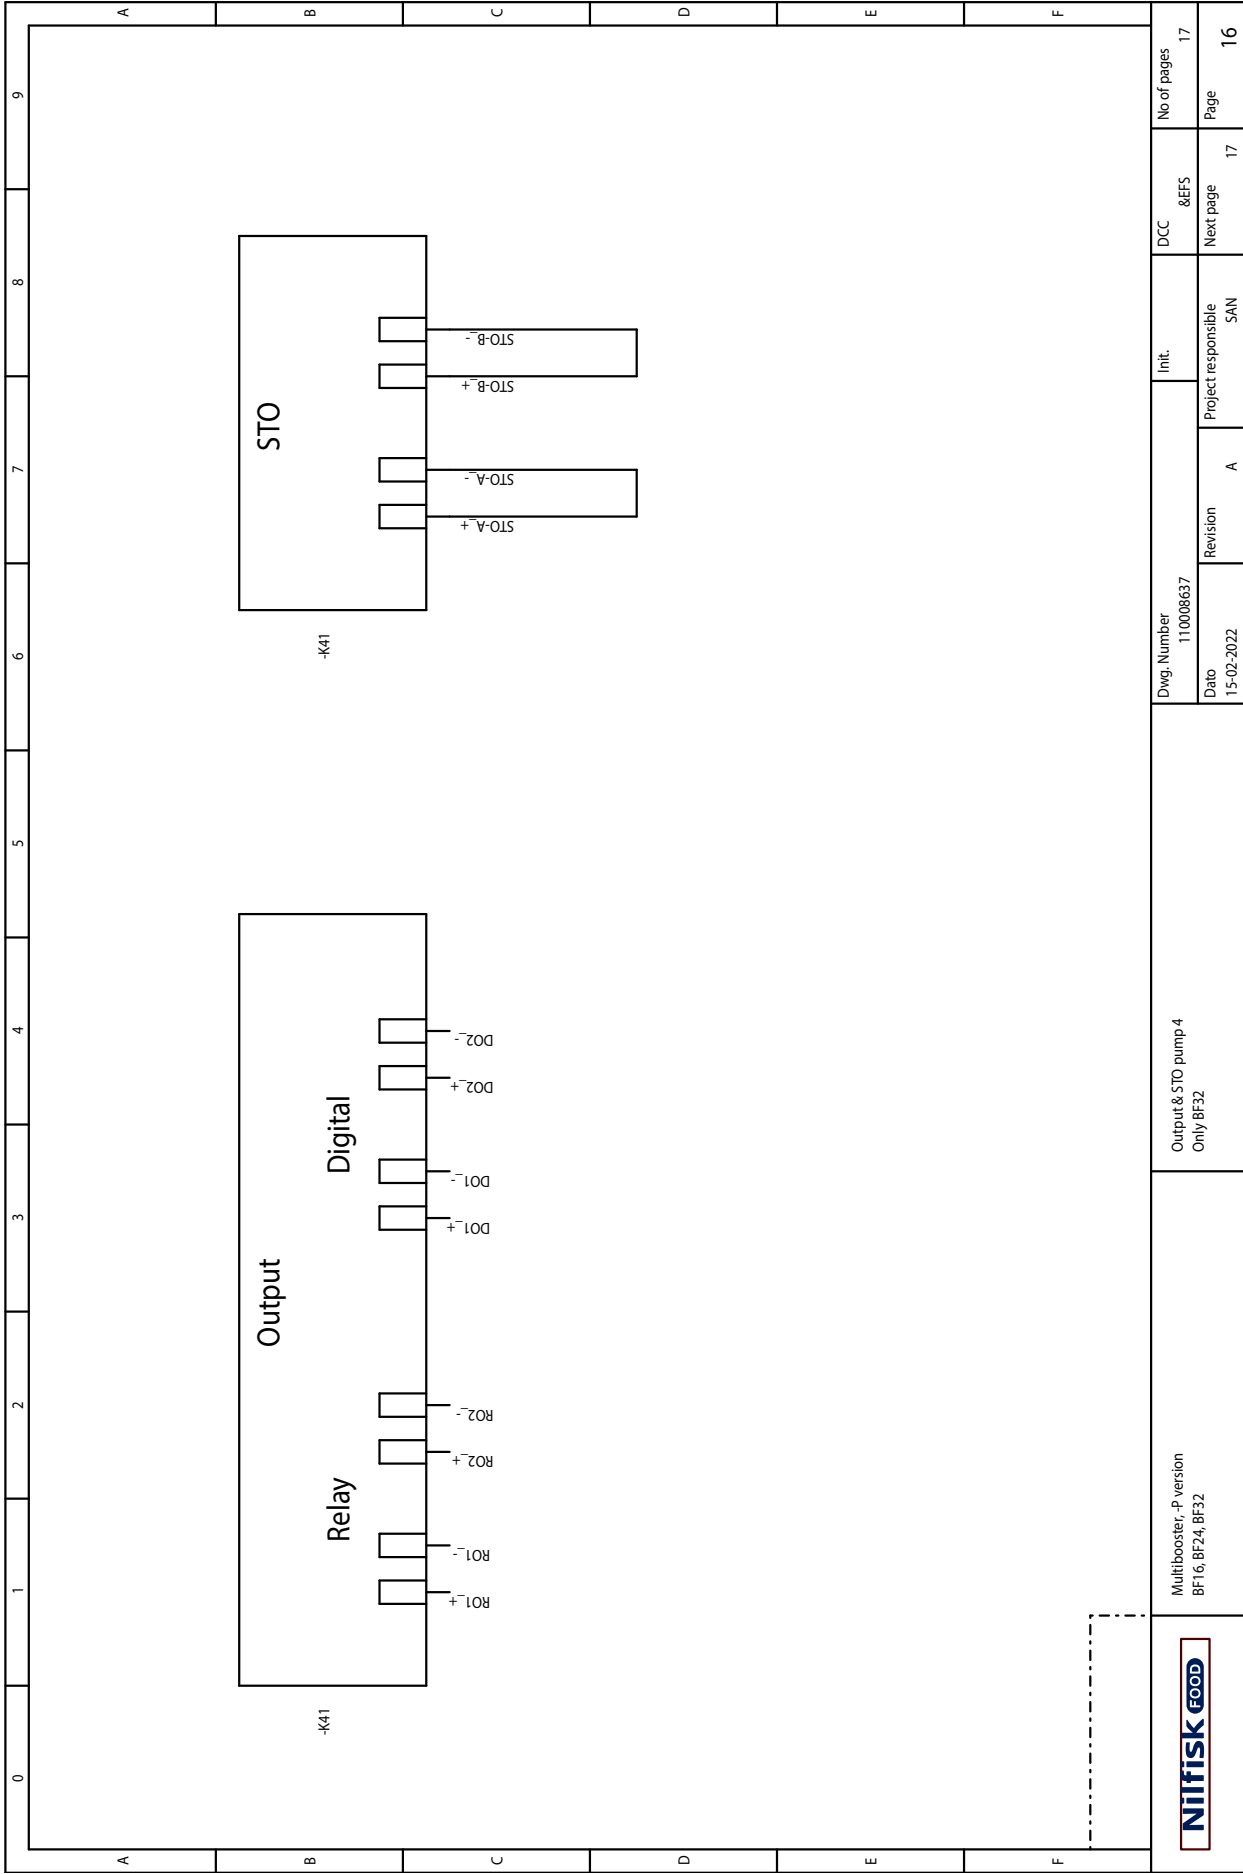 0 1 2 3 4 5 6 7 8 9
A A
B B
C C
D D
E E
F F
Output
Relay
Digital
-K41
RO1_+
RO1_-
RO2_+
RO2_-
DO1_+
DO1_-
DO2_+
DO2_-
STO
-K41
STO-A_+
STO-A_-
STO-B_+
STO-B_-
Nilfisk FOOD
Multibooster, -P version
BF16, BF24, BF32
Output & STO pump 4
Only BF32
Dwg. Number
110008637
Init.
DCC
&EFS
No of pages
17
Dato
15-02-2022
Revision
A
Project responsible
SAN
Next page
17
Page
16